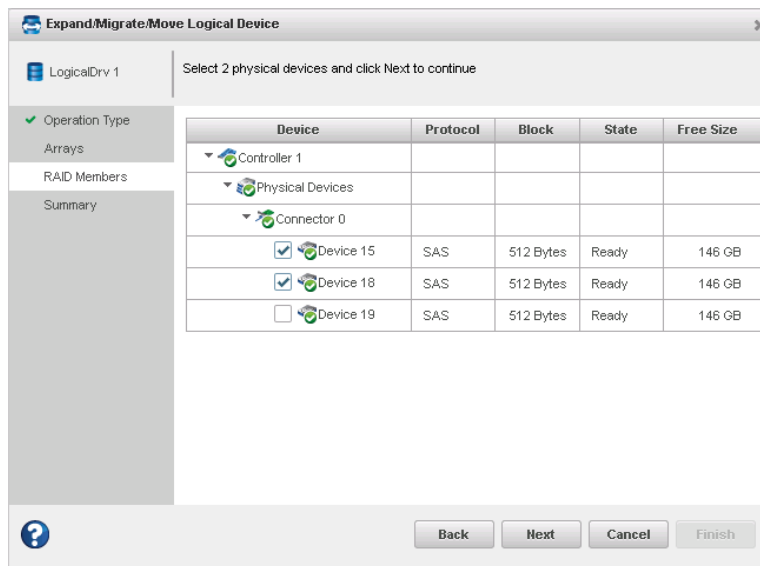 Expand/Migrate/Move Logical Device
LogicalDrv 1
Select 2 physical devices and click Next to continue
Operation Type
Arrays
RAID Members
Summary
Device Protocol Block State Free Size
Controller 1
Physical Devices
Connector 0
Device 15 SAS 512 Bytes Ready 146 GB
Device 18 SAS 512 Bytes Ready 146 GB
Device 19 SAS 512 Bytes Ready 146 GB
? Back Next Cancel Finish